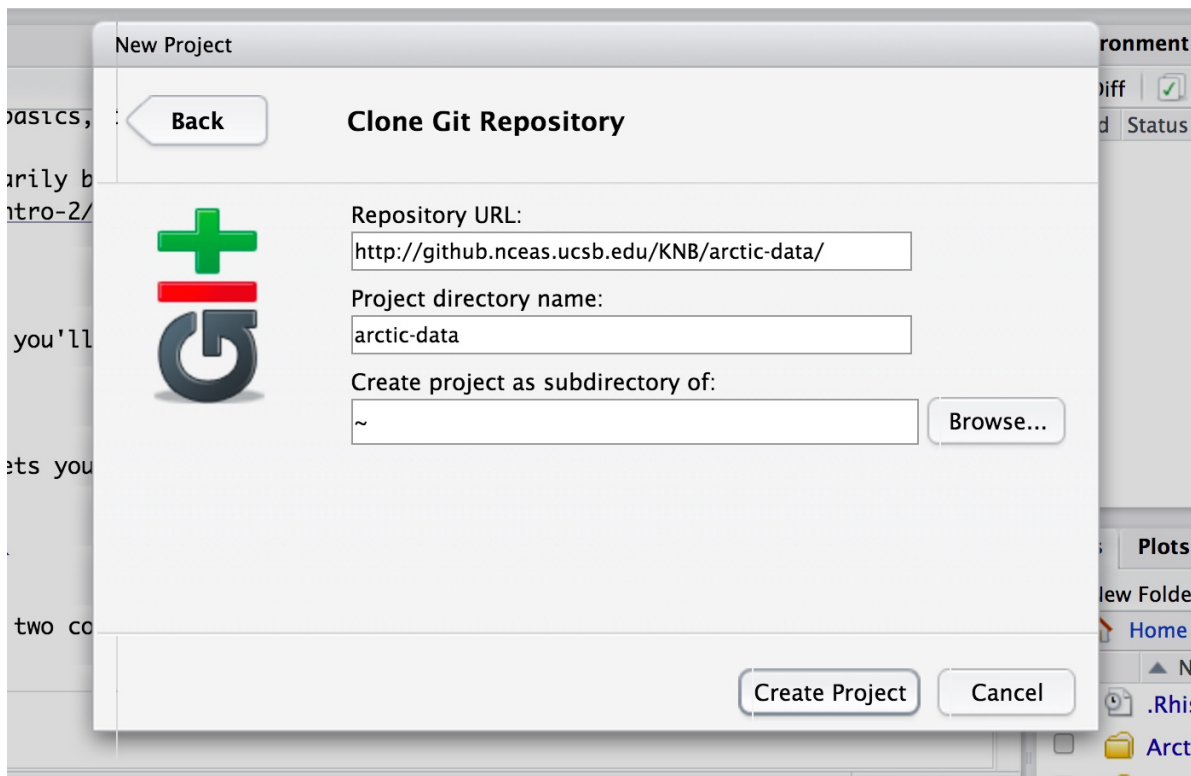 New Project
ronment
Back
Clone Git Repository
Diff
Status
basics,
arily b
ntro-2/
Repository URL:
http://github.nceas.ucsb.edu/KNB/arctic-data/
Project directory name:
you'll
arctic-data
Create project as subdirectory of:
~
Browse...
ets you
Plots
New Folde
two co
Home
N
Create Project
Cancel
.Rhis
Arct